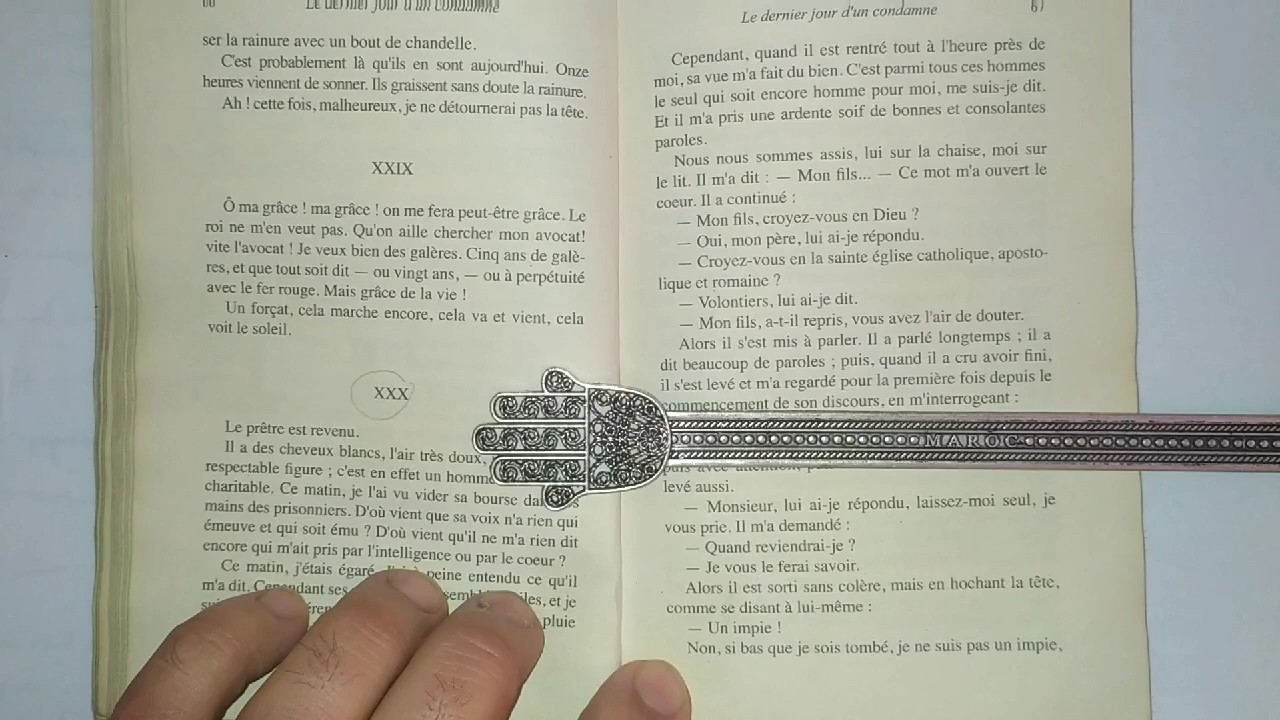 Le dernier jour d'un condamné
ser la rainure avec un bout de chandelle.
C'est probablement là qu'ils en sont aujourd'hui. Onze
heures viennent de sonner. Ils graissent sans doute la rainure.
Ah ! cette fois, malheureux, je ne détournerai pas la tête.
XXIX
Ô ma grâce ! ma grâce ! on me fera peut-être grâce. Le
roi ne m'en veut pas. Qu'on aille chercher mon avocat!
vite l'avocat ! Je veux bien des galères. Cinq ans de galè-
res, et que tout soit dit — ou vingt ans, — ou à perpétuité
avec le fer rouge. Mais grâce de la vie !
Un forçat, cela marche encore, cela va et vient, cela
voit le soleil.
XXX
Le prêtre est revenu.
Il a des cheveux blancs, l'air très doux,
respectable figure ; c'est en effet un homme
charitable. Ce matin, je l'ai vu vider sa bourse
mains des prisonniers. D'où vient que sa voix n'a rien qui
émeuve et qui soit ému ? D'où vient qu'il ne m'a rien dit
encore qui m'ait pris par l'intelligence ou par le coeur ?
Ce matin, j'étais égaré peine entendu ce qu'il
m'a dit. Cependant ses et je
pluie
Le dernier jour d'un condamne
67
Cependant, quand il est rentré tout à l'heure près de
moi, sa vue m'a fait du bien. C'est parmi tous ces hommes
le seul qui soit encore homme pour moi, me suis-je dit.
Et il m'a pris une ardente soif de bonnes et consolantes
paroles.
Nous nous sommes assis, lui sur la chaise, moi sur
le lit. Il m'a dit : — Mon fils... — Ce mot m'a ouvert le
coeur. Il a continué :
— Mon fils, croyez-vous en Dieu ?
— Oui, mon père, lui ai-je répondu.
— Croyez-vous en la sainte église catholique, aposto-
lique et romaine ?
— Volontiers, lui ai-je dit.
— Mon fils, a-t-il repris, vous avez l'air de douter.
Alors il s'est mis à parler. Il a parlé longtemps ; il a
dit beaucoup de paroles ; puis, quand il a cru avoir fini,
il s'est levé et m'a regardé pour la première fois depuis le
commencement de son discours, en m'interrogeant :
MAROC
levé aussi.
— Monsieur, lui ai-je répondu, laissez-moi seul, je
vous prie. Il m'a demandé :
— Quand reviendrai-je ?
— Je vous le ferai savoir.
Alors il est sorti sans colère, mais en hochant la tête,
comme se disant à lui-même :
— Un impie !
Non, si bas que je sois tombé, je ne suis pas un impie,